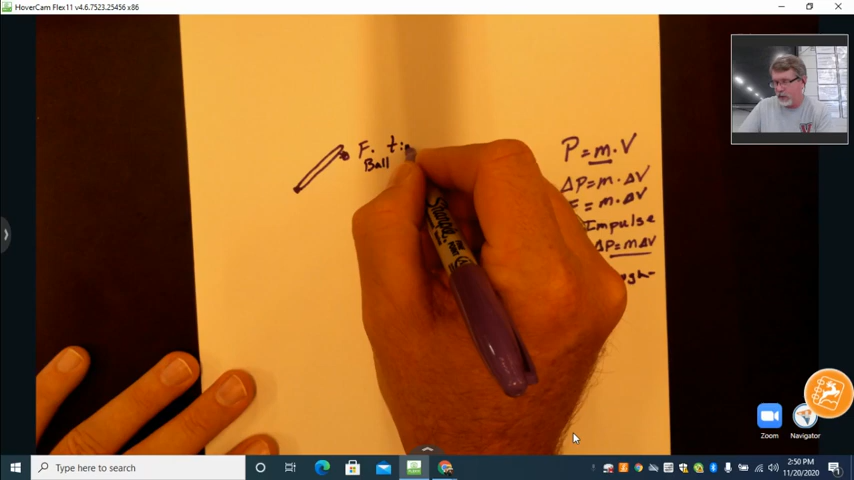 HoverCam Flex11 v4.6.7523.25456 x86
F. t:
Ball
P = m · V
ΔP = m · ΔV
= m · ΔV
Impulse
ΔP = mΔV
Sharpie
Zoom
Navigator
Type here to search
2:50 PM
11/20/2020